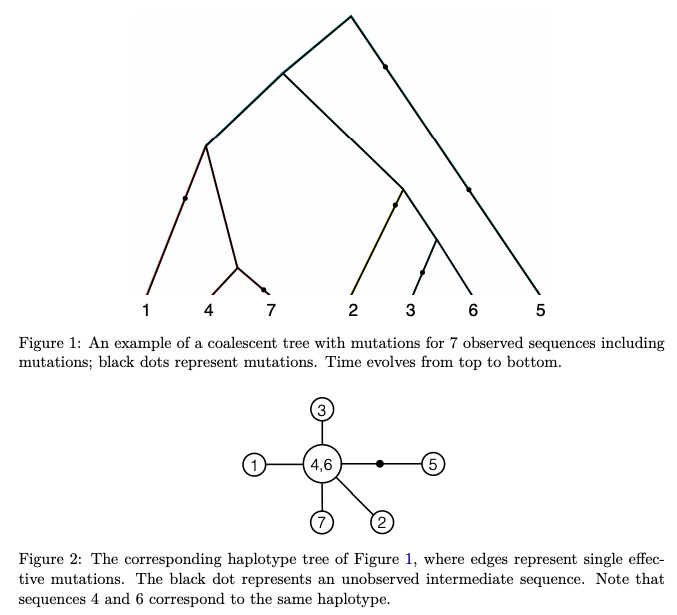 1 4 7 2 3 6 5
Figure 1: An example of a coalescent tree with mutations for 7 observed sequences including
mutations; black dots represent mutations. Time evolves from top to bottom.
3
1 4,6 5
7 2
Figure 2: The corresponding haplotype tree of Figure 1, where edges represent single effec-
tive mutations. The black dot represents an unobserved intermediate sequence. Note that
sequences 4 and 6 correspond to the same haplotype.